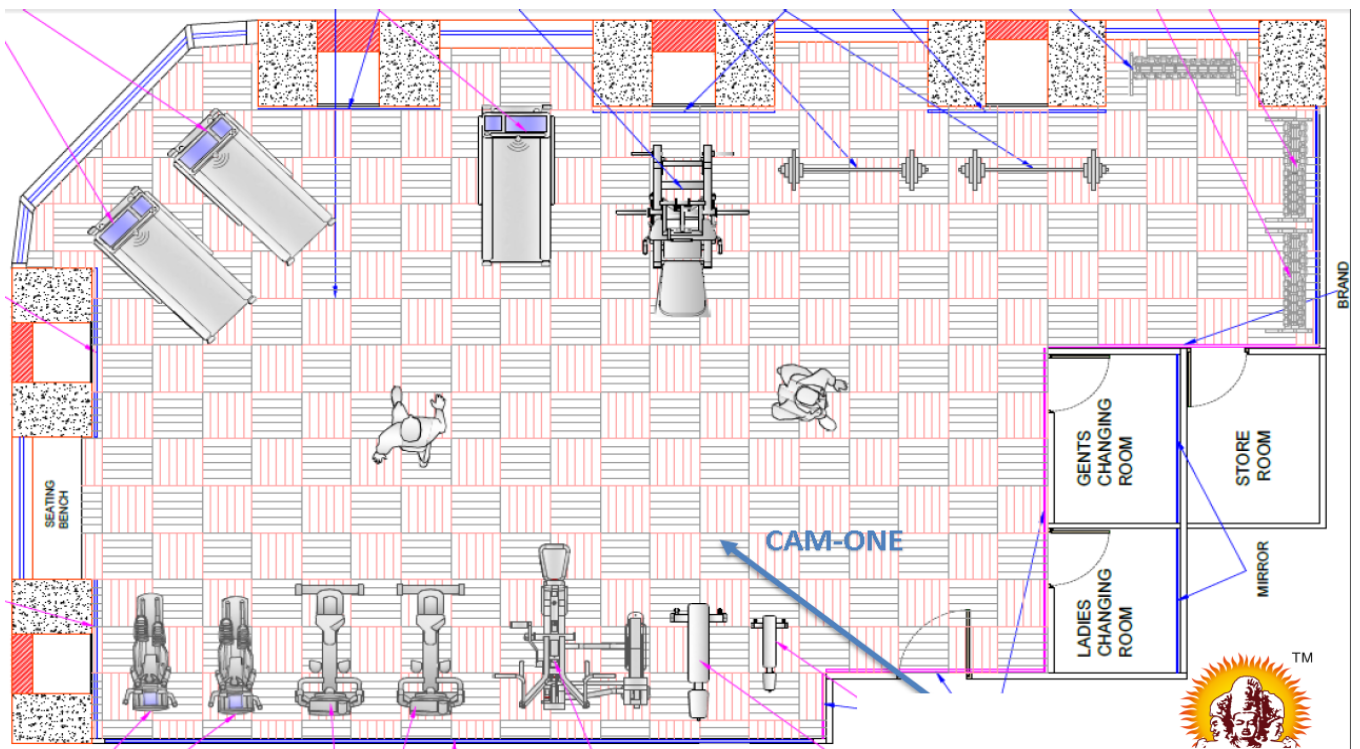 BRAND
GENTS
CHANGING
ROOM
STORE
ROOM
SEATING
BENCH
CAM-ONE
LADIES
CHANGING
ROOM
MIRROR
TM